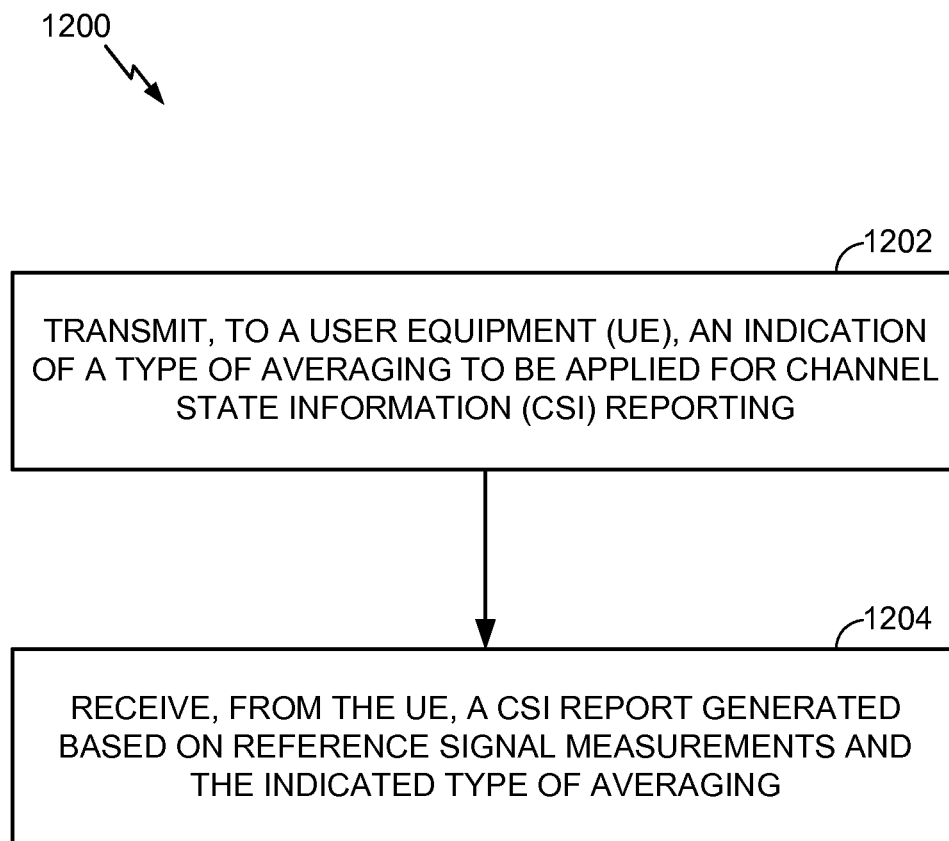 1200
1202
TRANSMIT, TO A USER EQUIPMENT (UE), AN INDICATION
OF A TYPE OF AVERAGING TO BE APPLIED FOR CHANNEL
STATE INFORMATION (CSI) REPORTING
1204
RECEIVE, FROM THE UE, A CSI REPORT GENERATED
BASED ON REFERENCE SIGNAL MEASUREMENTS AND
THE INDICATED TYPE OF AVERAGING